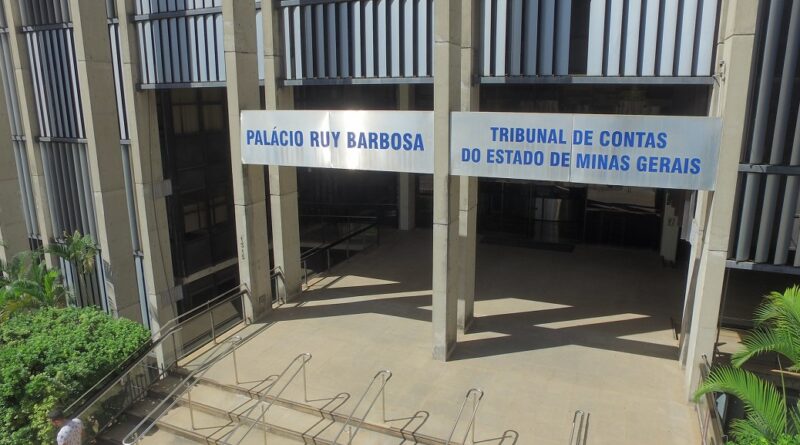 PALÁCIO RUY BARBOSA
TRIBUNAL DE CONTAS
DO ESTADO DE MINAS GERAIS